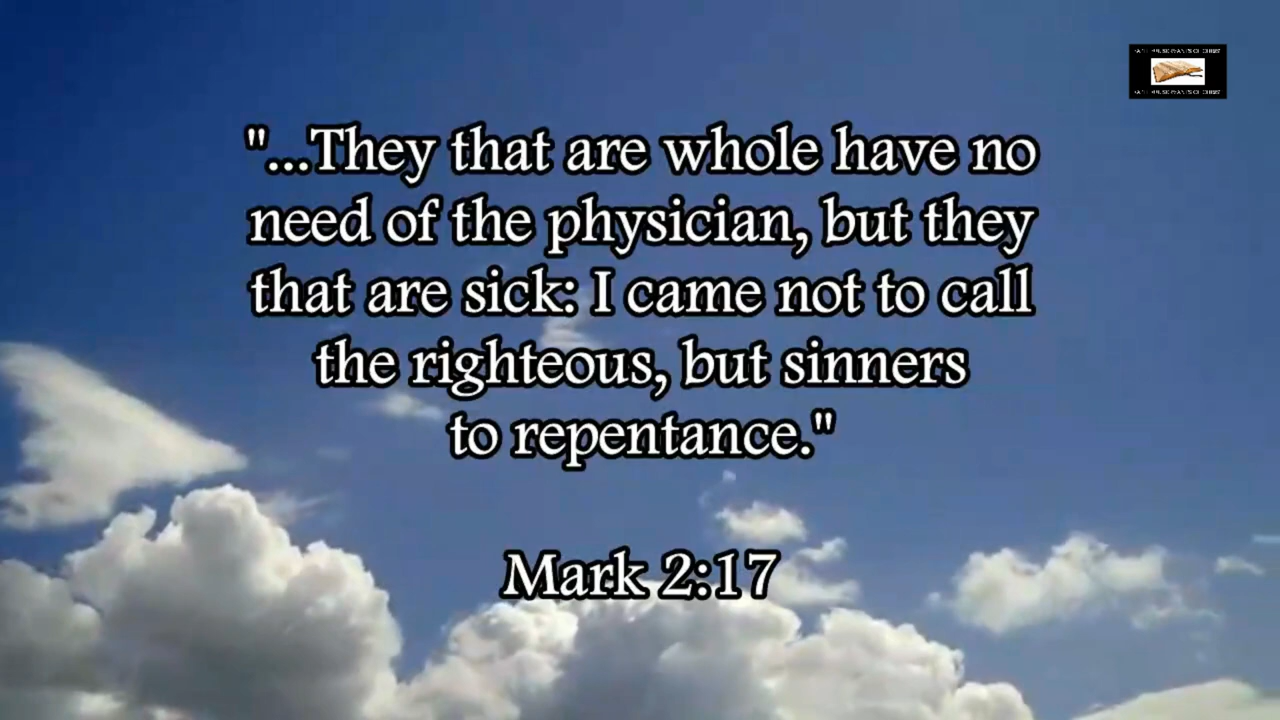 "...They that are whole have no
need of the physician, but they
that are sick: I came not to call
the righteous, but sinners
to repentance."
Mark 2:17